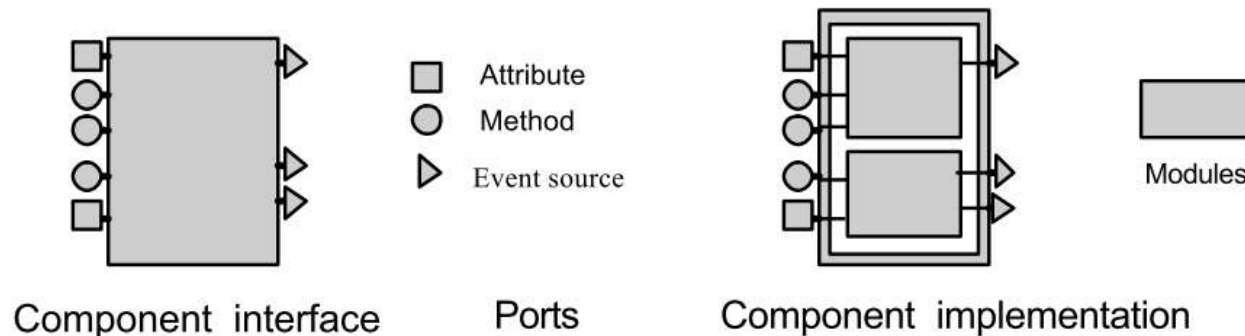 Attribute
Method
Event source
Modules
Component interface
Ports
Component implementation